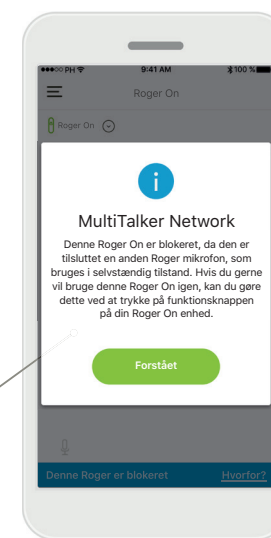 ●●●○○ PH 9:41 AM 100 %
Roger On
Roger On
MultiTalker Network
Denne Roger On er blokeret, da den er
tilsluttet en anden Roger mikrofon, som
bruges i selvstændig tilstand. Hvis du gerne
vil bruge denne Roger On igen, kan du gøre
dette ved at trykke på funktionsknappen
på din Roger On enhed.
Forstået
Denne Roger er blokeret Hvorfor?